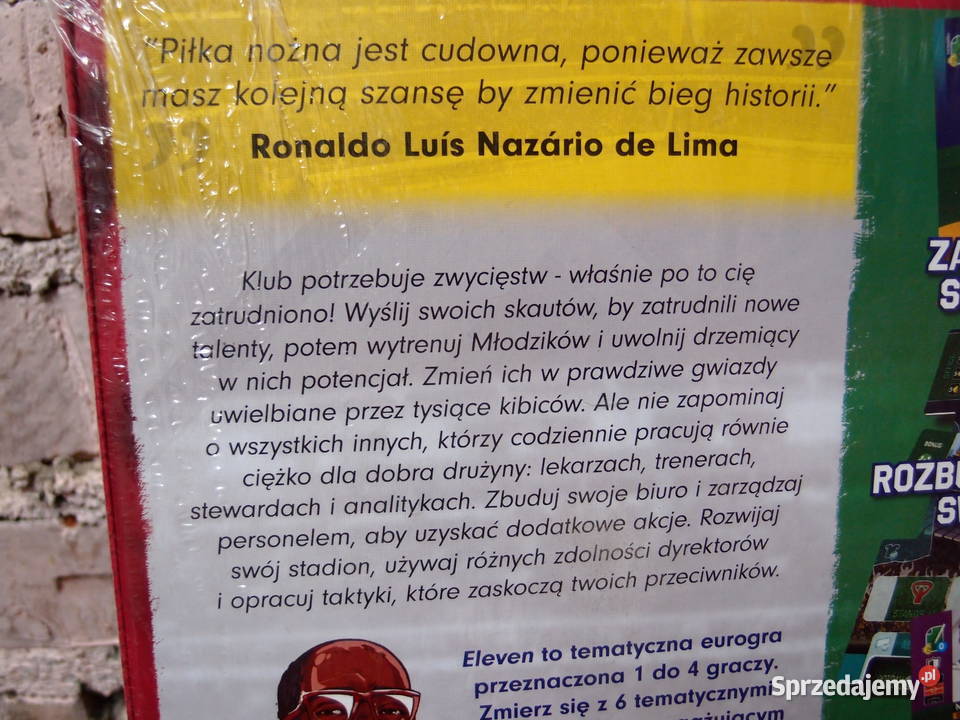 "Piłka nożna jest cudowna, ponieważ zawsze
masz kolejną szansę by zmienić bieg historii."
Ronaldo Luís Nazário de Lima
Klub potrzebuje zwycięstw - właśnie po to cię
zatrudniono! Wyślij swoich skautów, by zatrudnili nowe
talenty, potem wytrenuj Młodzików i uwolnij drzemiący
w nich potencjał. Zmień ich w prawdziwe gwiazdy
uwielbiane przez tysiące kibiców. Ale nie zapominaj
o wszystkich innych, którzy codziennie pracują równie
ciężko dla dobra drużyny: lekarzach, trenerach,
stewardach i analitykach. Zbuduj swoje biuro i zarządzaj
personelem, aby uzyskać dodatkowe akcje. Rozwijaj
swój stadion, używaj różnych zdolności dyrektorów
i opracuj taktyki, które zaskoczą twoich przeciwników.
Eleven to tematyczna eurogra
przeznaczona 1 do 4 graczy.
Zmierz się z 6 tematycznymi
ZA
S
ROZBU
SW
BONUS
Sprzedajemy.pl